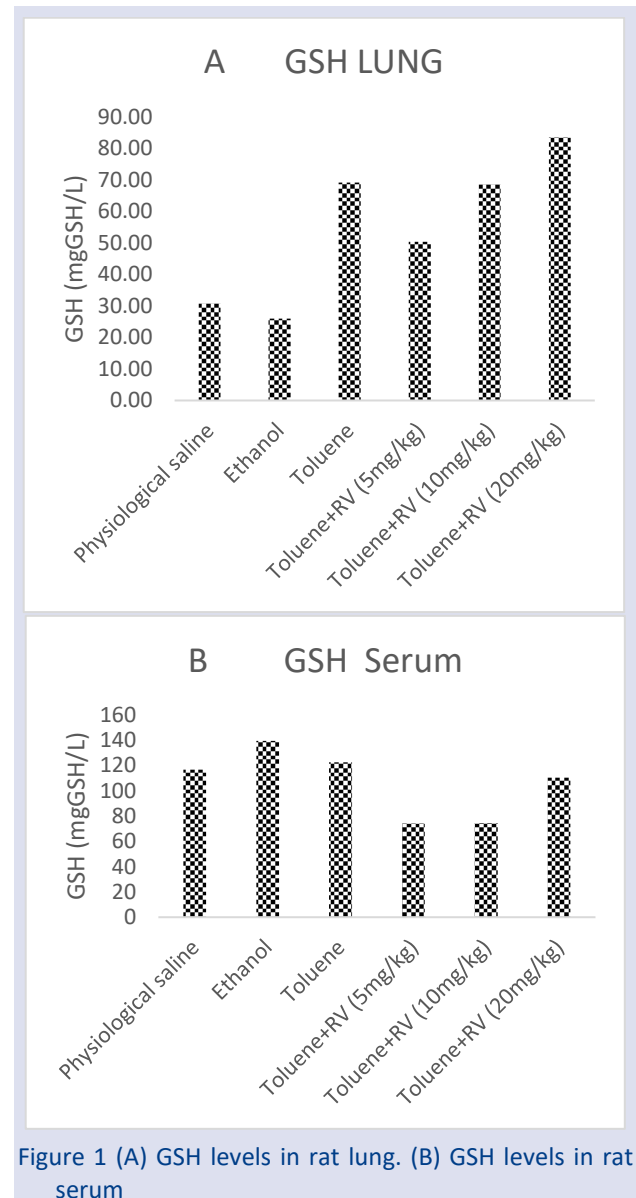 A GSH LUNG
90.00
80.00
70.00
60.00
50.00
40.00
30.00
20.00
10.00
0.00
GSH (mgGSH/L)
Physiological saline
Ethanol
Toluene
Toluene+RV (5mg/kg)
Toluene+RV (10mg/kg)
Toluene+RV (20mg/kg)
B GSH Serum
160
140
120
100
80
60
40
20
0
GSH (mgGSH/L)
Physiological saline
Ethanol
Toluene
Toluene+RV (5mg/kg)
Toluene+RV (10mg/kg)
Toluene+RV (20mg/kg)
Figure 1 (A) GSH levels in rat lung. (B) GSH levels in rat
serum